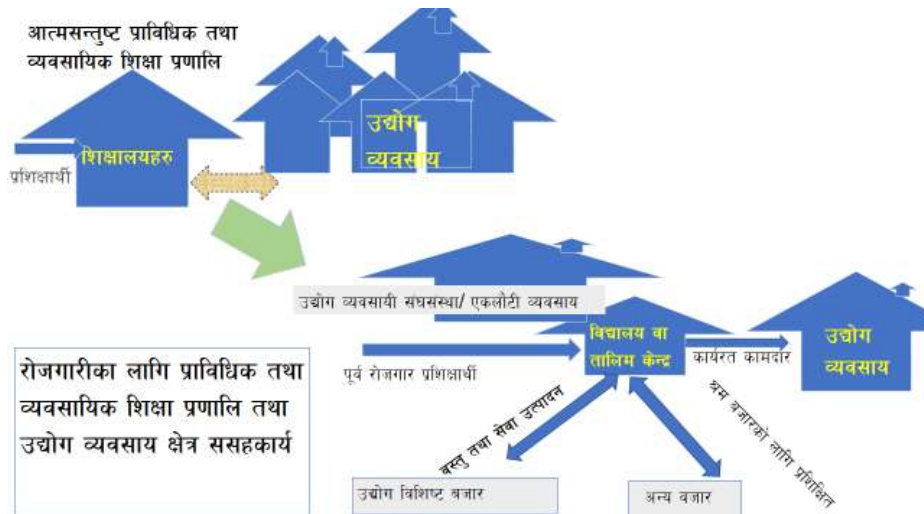 आत्मसन्तुष्ट प्राविधिक तथा
व्यवसायिक शिक्षा प्रणालि
उद्योग
व्यवसाय
शिक्षालयहरु
प्रशिक्षार्थी
उद्योग व्यवसायी संघसंस्था/ एकलौटी व्यवसाय
विद्यालय वा
तालिम केन्द्र
उद्योग
व्यवसाय
पूर्व रोजगार प्रशिक्षार्थी
कार्यरत कामदार
रोजगारीका लागि प्राविधिक तथा
व्यवसायिक शिक्षा प्रणालि तथा
उद्योग व्यवसाय क्षेत्र ससहकार्य
वस्तु तथा सेवा उत्पादन
श्रम बजारको लागि प्रशिक्षित
उद्योग विशिष्ट बजार
अन्य बजार